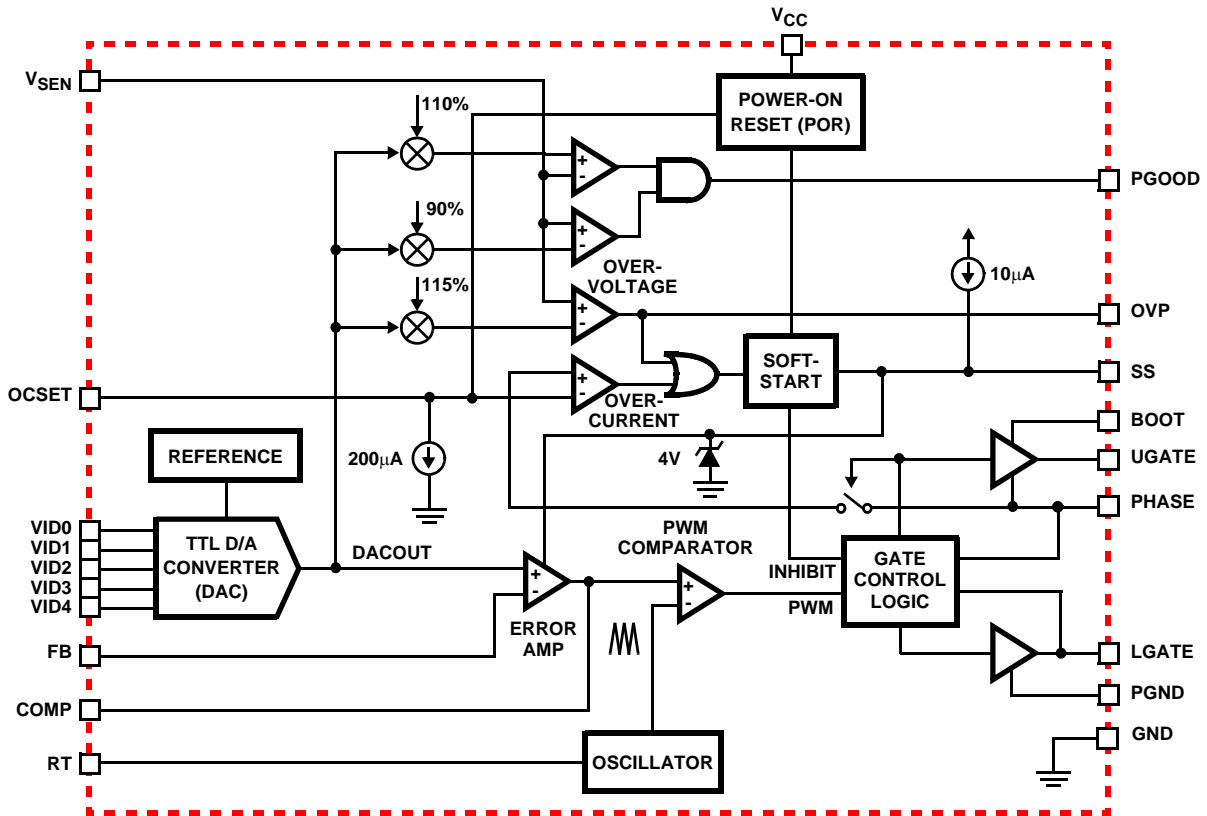 VCC
VSEN
110%
POWER-ON
RESET (POR)
+
-
PGOOD
90%
+
-
OVER-
VOLTAGE
10µA
115%
+
-
OVP
SOFT-
START
SS
OCSET
+
-
OVER-
CURRENT
BOOT
REFERENCE
200µA
4V
UGATE
PHASE
VID0
VID1
VID2
VID3
VID4
TTL D/A
CONVERTER
(DAC)
DACOUT
PWM
COMPARATOR
+
-
ERROR
AMP
+
-
INHIBIT
PWM
GATE
CONTROL
LOGIC
FB
LGATE
COMP
PGND
RT
OSCILLATOR
GND